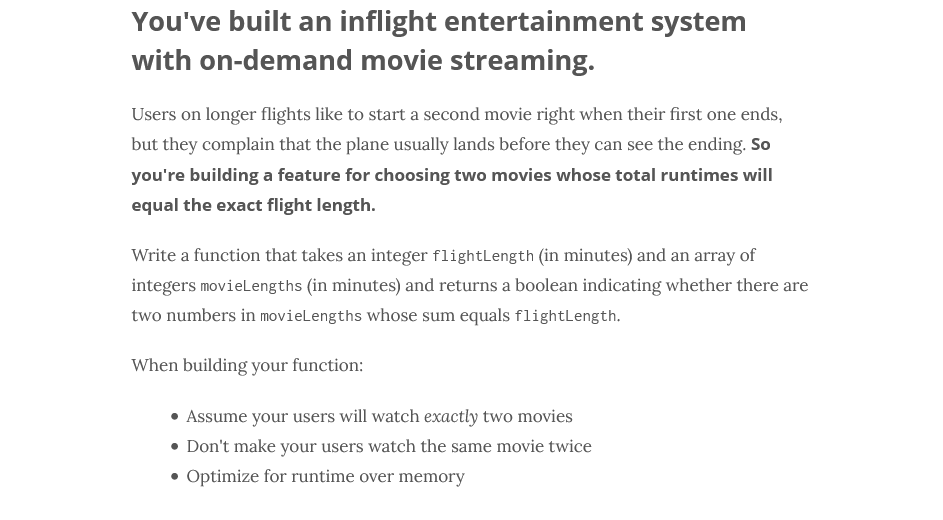 You've built an inflight entertainment system
with on-demand movie streaming.
Users on longer flights like to start a second movie right when their first one ends,
but they complain that the plane usually lands before they can see the ending. So
you're building a feature for choosing two movies whose total runtimes will
equal the exact flight length.
Write a function that takes an integer flightLength (in minutes) and an array of
integers movieLengths (in minutes) and returns a boolean indicating whether there are
two numbers in movieLengths whose sum equals flightLength.
When building your function:
• Assume your users will watch exactly two movies
• Don't make your users watch the same movie twice
• Optimize for runtime over memory